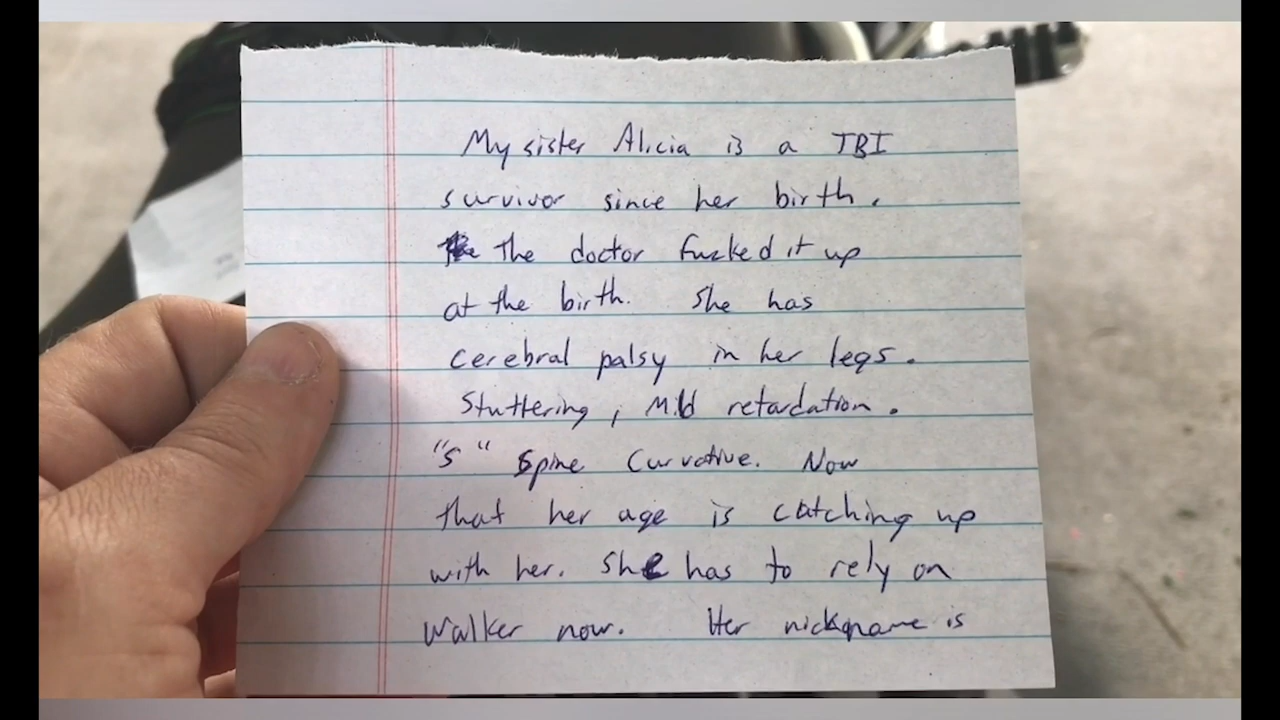 My sister Alicia is a TBI
survivor since her birth.
The doctor fucked it up
at the birth. She has
cerebral palsy in her legs.
Stuttering, Mild retardation.
"S" Spine Curvative. Now
that her age is catching up
with her. She has to rely on
walker now. Her nickname is